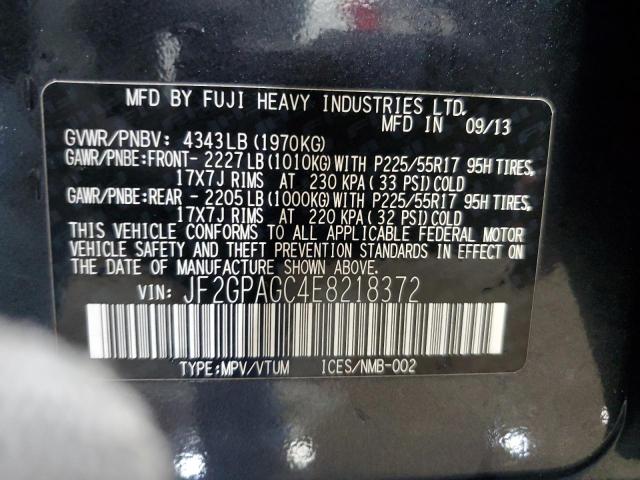 MFD BY FUJI HEAVY INDUSTRIES LTD.
MFD IN 09/13
GVWR/PNBV: 4343LB (1970KG)
GAWR/PNBE:FRONT- 2227LB(1010KG)WITH P225/55R17 95H TIRES,
17X7J RIMS AT 230 KPA(33 PSI)COLD
GAWR/PNBE:REAR - 2205LB(1000KG)WITH P225/55R17 95H TIRES,
17X7J RIMS AT 220 KPA(32 PSI)COLD
THIS VEHICLE CONFORMS TO ALL APPLICABLE FEDERAL MOTOR
VEHICLE SAFETY AND THEFT PREVENTION STANDARDS IN EFFECT ON
THE DATE OF MANUFACTURE SHOWN ABOVE.
VIN: JF2GPAGC4E8218372
TYPE:MPV/VTUM ICES/NMB-002